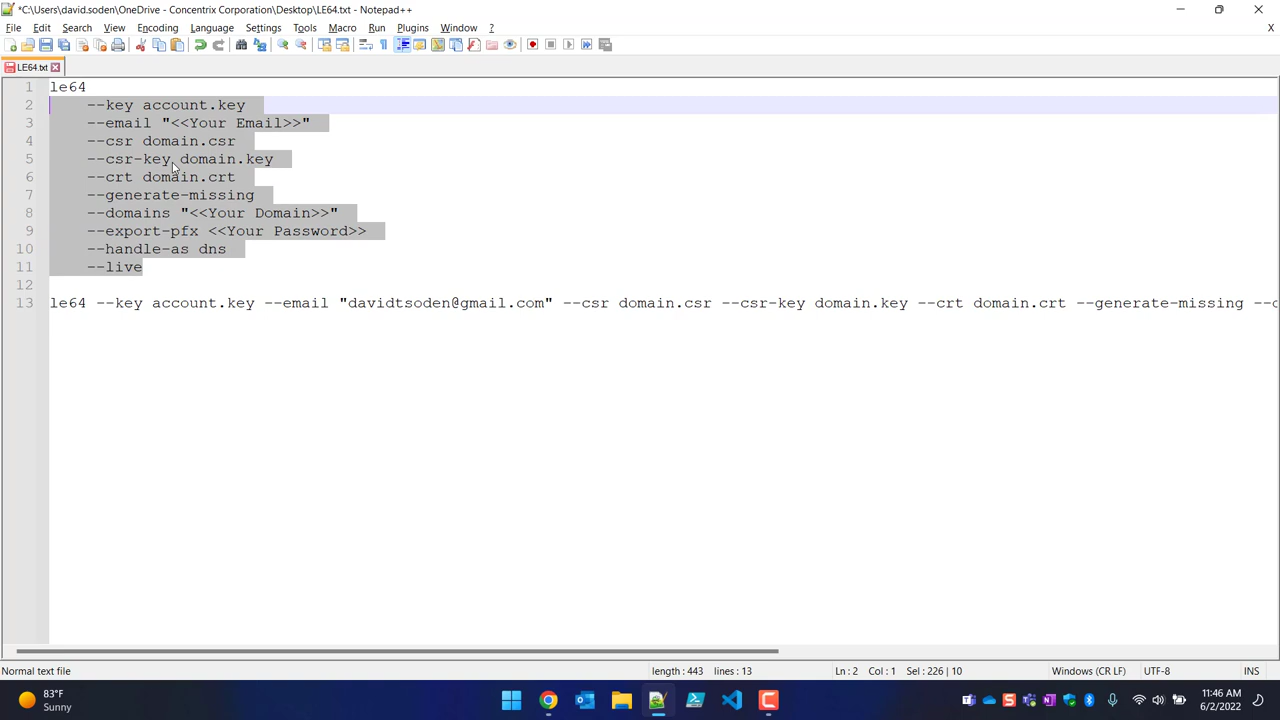 *C:\Users\david.soden\OneDrive - Concentrix Corporation\Desktop\LE64.txt - Notepad++
File Edit Search View Encoding Language Settings Tools Macro Run Plugins Window ? X
LE64.txt
1 le64
2 --key account.key
3 --email "<<Your Email>>"
4 --csr domain.csr
5 --csr-key domain.key
6 --crt domain.crt
7 --generate-missing
8 --domains "<<Your Domain>>"
9 --export-pfx <<Your Password>>
10 --handle-as dns
11 --live
12
13 le64 --key account.key --email "davidtsoden@gmail.com" --csr domain.csr --csr-key domain.key --crt domain.crt --generate-missing --
Normal text file length : 443 lines : 13 Ln : 2 Col : 1 Sel : 226 | 10 Windows (CR LF) UTF-8 INS
83°F
Sunny
11:46 AM
6/2/2022